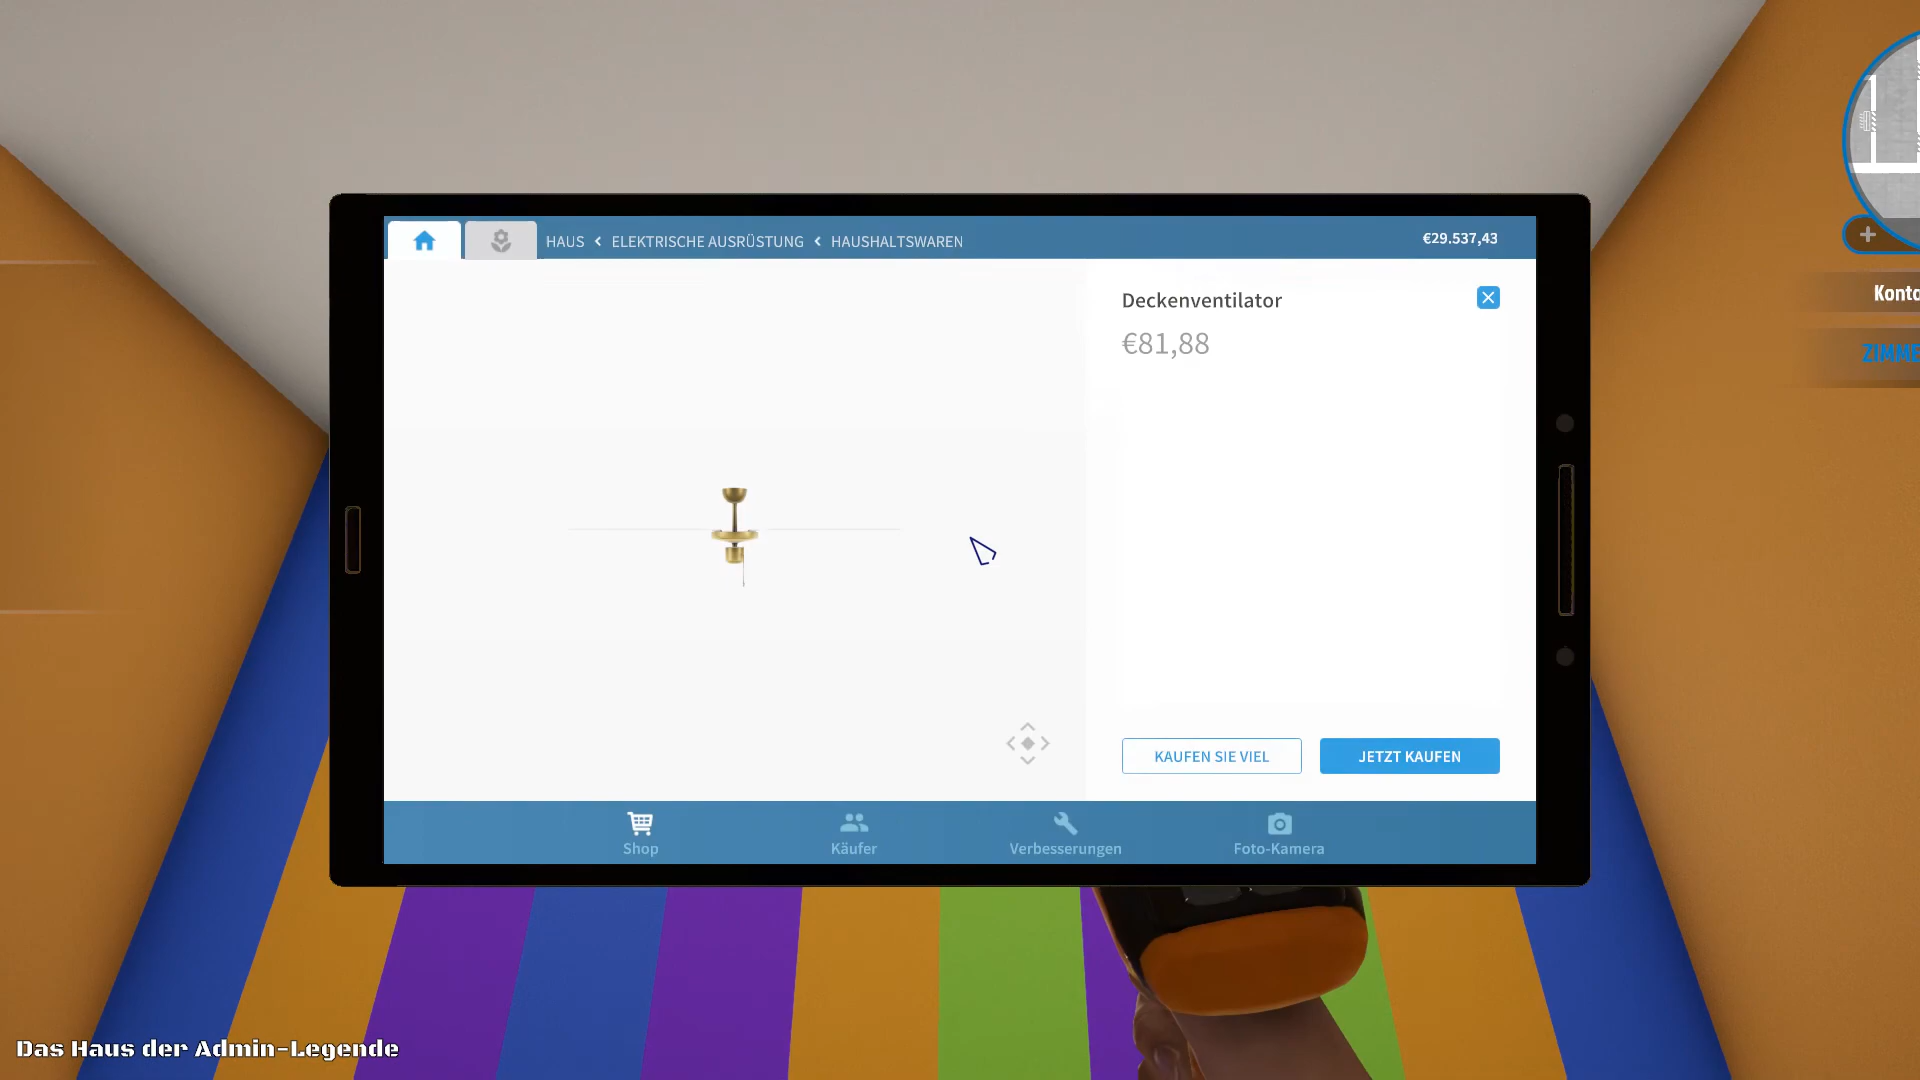 HAUS < ELEKTRISCHE AUSRÜSTUNG < HAUSHALTSWAREN
€29.537,43
Deckenventilator
€81,88
KAUFEN SIE VIEL
JETZT KAUFEN
Shop
Käufer
Verbesserungen
Foto-Kamera
Das Haus der Admin-Legende